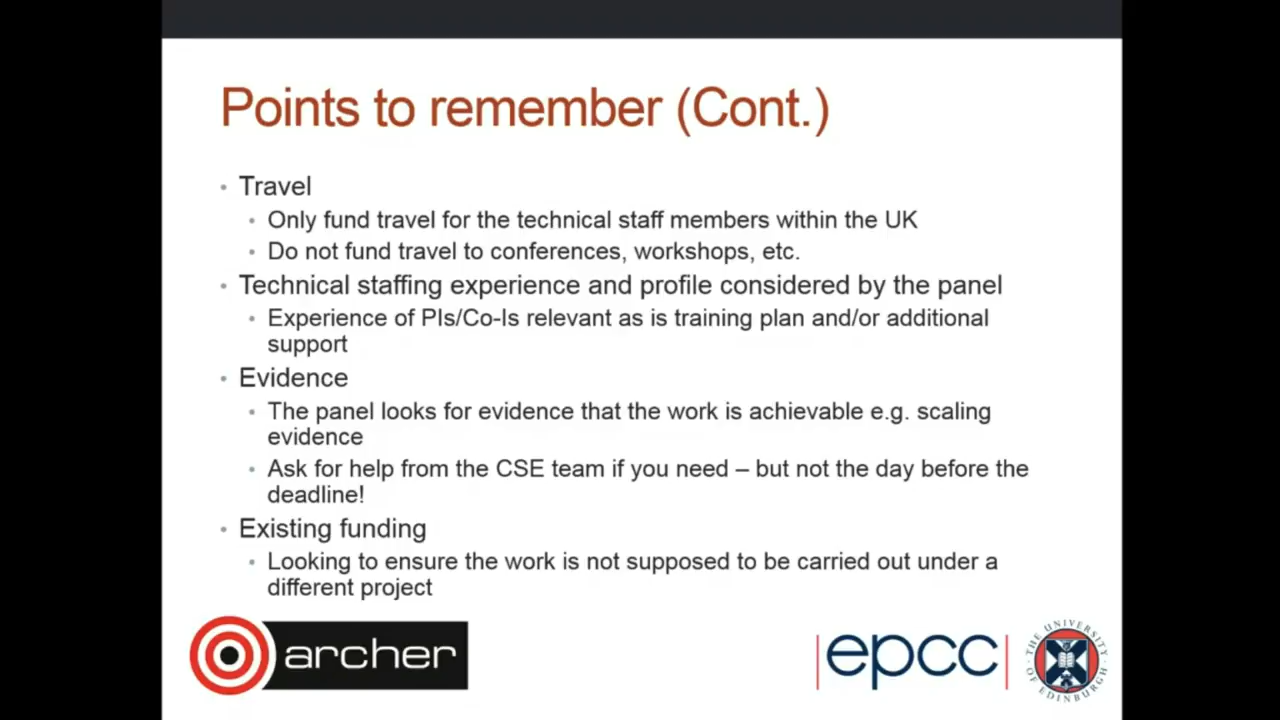 Points to remember (Cont.)
• Travel
• Only fund travel for the technical staff members within the UK
• Do not fund travel to conferences, workshops, etc.
• Technical staffing experience and profile considered by the panel
• Experience of PIs/Co-Is relevant as is training plan and/or additional
support
• Evidence
• The panel looks for evidence that the work is achievable e.g. scaling
evidence
• Ask for help from the CSE team if you need – but not the day before the
deadline!
• Existing funding
• Looking to ensure the work is not supposed to be carried out under a
different project
archer
epcc
THE UNIVERSITY
OF EDINBURGH